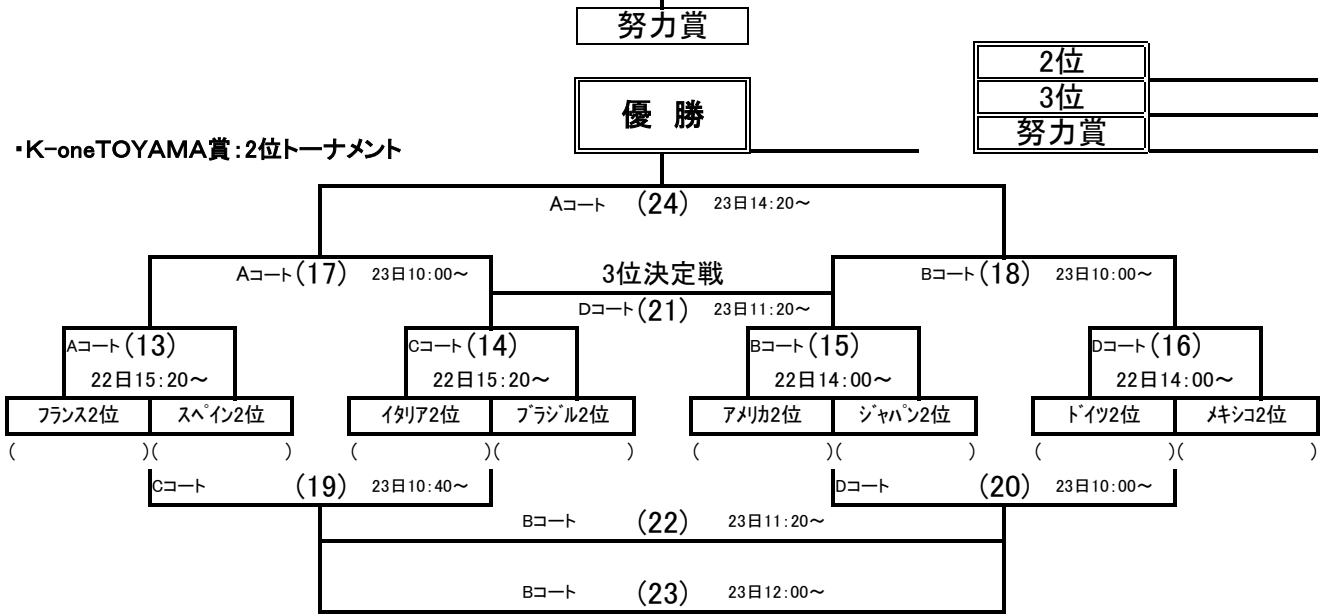 努力賞
2位
3位
努力賞
優 勝
・K-oneTOYAMA賞:2位トーナメント
Aコート (24) 23日14:20~
Aコート(17) 23日10:00~
3位決定戦
Bコート(18) 23日10:00~
Dコート(21) 23日11:20~
Aコート(13) Cコート(14) Bコート(15) Dコート(16)
22日15:20~ 22日15:20~ 22日14:00~ 22日14:00~
フランス2位 スペイン2位 イタリア2位 ブラジル2位 アメリカ2位 ジャパン2位 ドイツ2位 メキシコ2位
( )( ) ( )( ) ( )( ) ( )( )
Cコート (19) 23日10:40~ Dコート (20) 23日10:00~
Bコート (22) 23日11:20~
Bコート (23) 23日12:00~